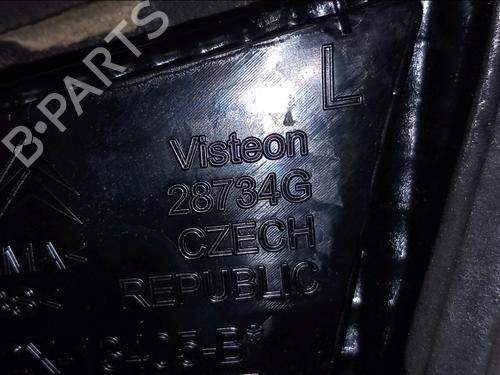 B-PARTS
L
Visteon
28734G
CZECH
REPUBLIC